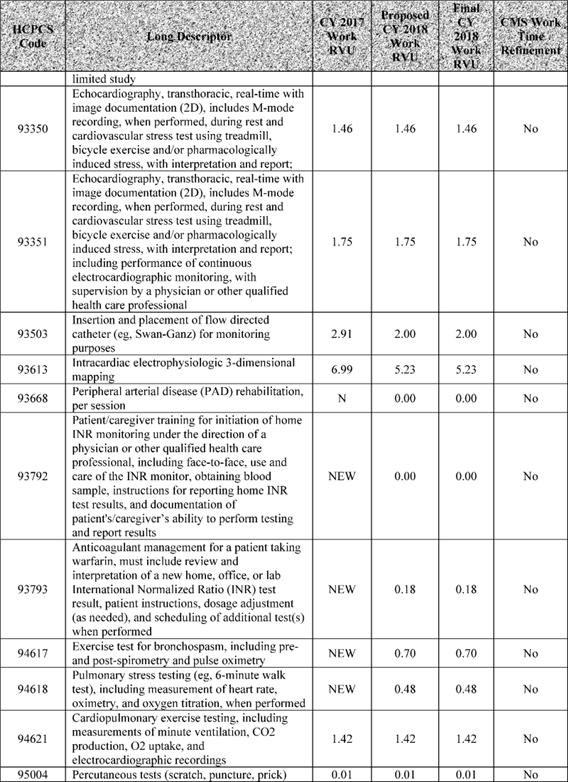 HCPCS Code
Long Descriptor
CY 2017 Work RVU
Proposed CY 2018 Work RVU
Final CY 2018 Work RVU
CMS Work Time Refinement
limited study
93350
Echocardiography, transthoracic, real-time with
image documentation (2D), includes M-mode
recording, when performed, during rest and
cardiovascular stress test using treadmill,
bicycle exercise and/or pharmacologically
induced stress, with interpretation and report;
1.46 1.46 1.46 No
93351
Echocardiography, transthoracic, real-time with
image documentation (2D), includes M-mode
recording, when performed, during rest and
cardiovascular stress test using treadmill,
bicycle exercise and/or pharmacologically
induced stress, with interpretation and report;
including performance of continuous
electrocardiographic monitoring, with
supervision by a physician or other qualified
health care professional
1.75 1.75 1.75 No
93503
Insertion and placement of flow directed
catheter (eg, Swan-Ganz) for monitoring
purposes
2.91 2.00 2.00 No
93613
Intracardiac electrophysiologic 3-dimensional
mapping
6.99 5.23 5.23 No
93668
Peripheral arterial disease (PAD) rehabilitation,
per session
N 0.00 0.00 No
93792
Patient/caregiver training for initiation of home
INR monitoring under the direction of a
physician or other qualified health care
professional, including face-to-face, use and
care of the INR monitor, obtaining blood
sample, instructions for reporting home INR
test results, and documentation of
patient's/caregiver's ability to perform testing
and report results
NEW 0.00 0.00 No
93793
Anticoagulant management for a patient taking
warfarin, must include review and
interpretation of a new home, office, or lab
International Normalized Ratio (INR) test
result, patient instructions, dosage adjustment
(as needed), and scheduling of additional test(s)
when performed
NEW 0.18 0.18 No
94617
Exercise test for bronchospasm, including pre-
and post-spirometry and pulse oximetry
NEW 0.70 0.70 No
94618
Pulmonary stress testing (eg, 6-minute walk
test), including measurement of heart rate,
oximetry, and oxygen titration, when performed
NEW 0.48 0.48 No
94621
Cardiopulmonary exercise testing, including
measurements of minute ventilation, CO2
production, O2 uptake, and
electrocardiographic recordings
1.42 1.42 1.42 No
95004
Percutaneous tests (scratch, puncture, prick)
0.01 0.01 0.01 No